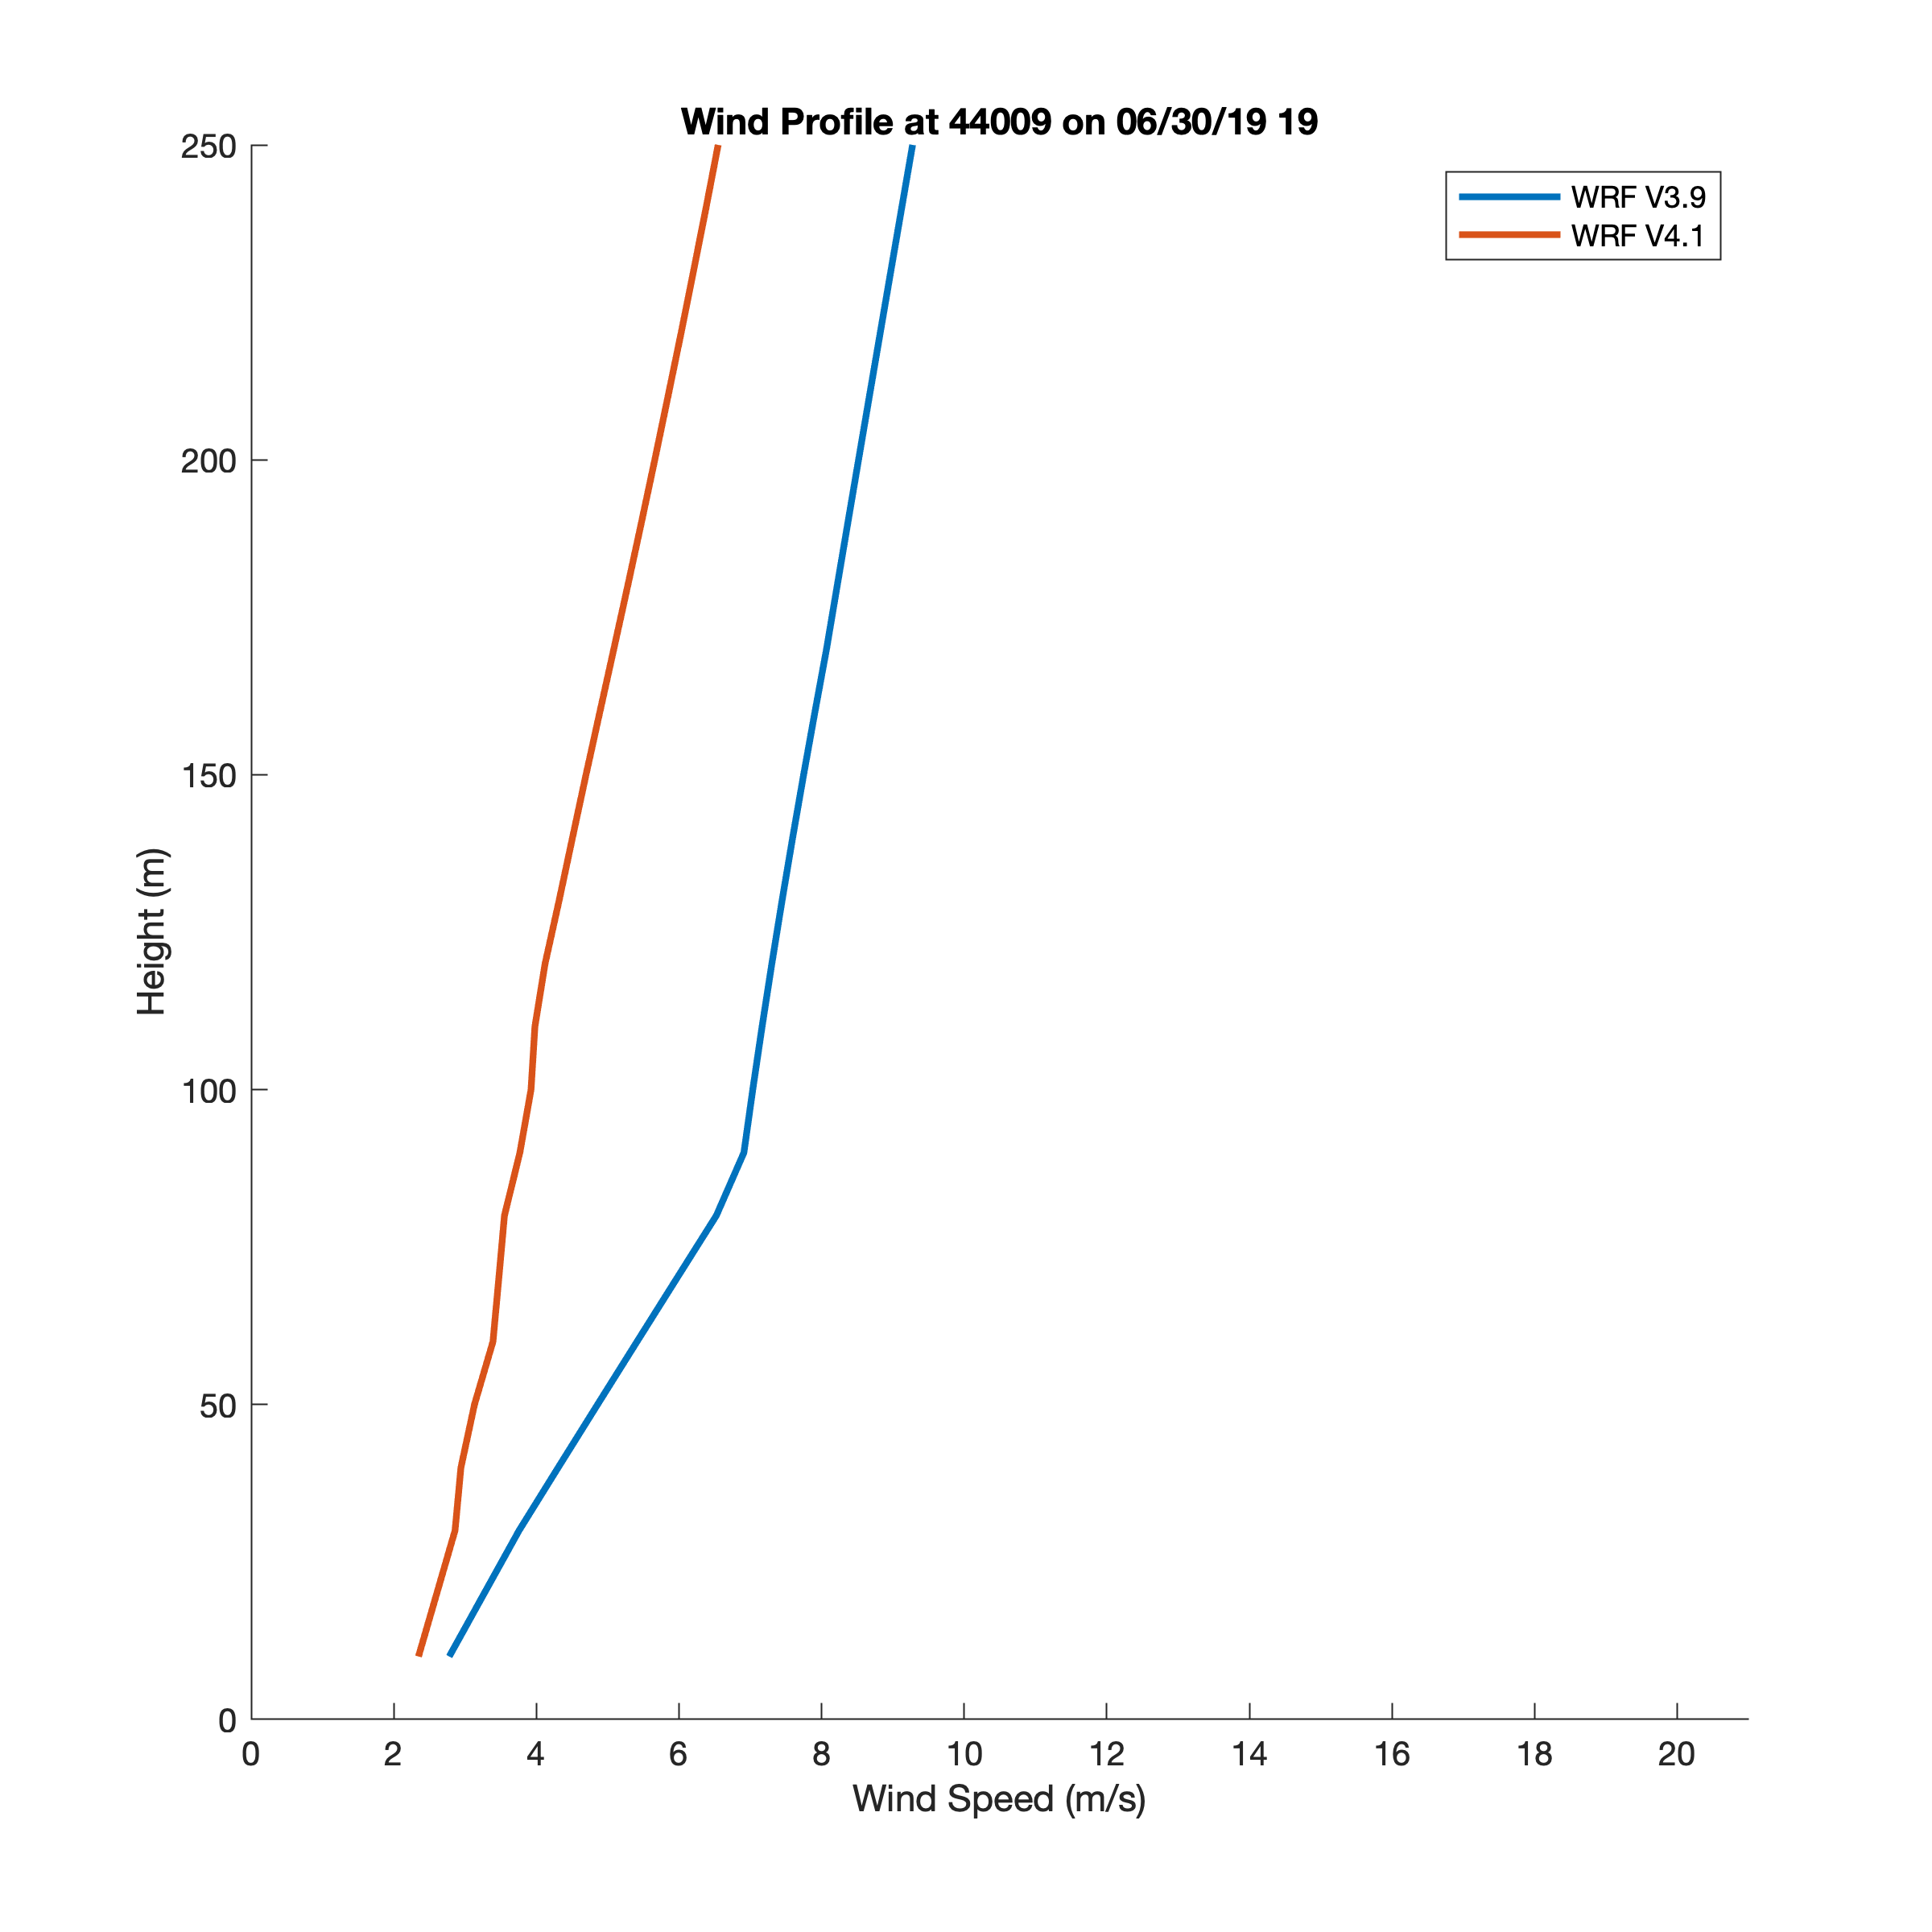 Wind Profile at 44009 on 06/30/19 19
WRF V3.9
WRF V4.1
250
200
150
100
50
0
Height (m)
0 2 4 6 8 10 12 14 16 18 20
Wind Speed (m/s)